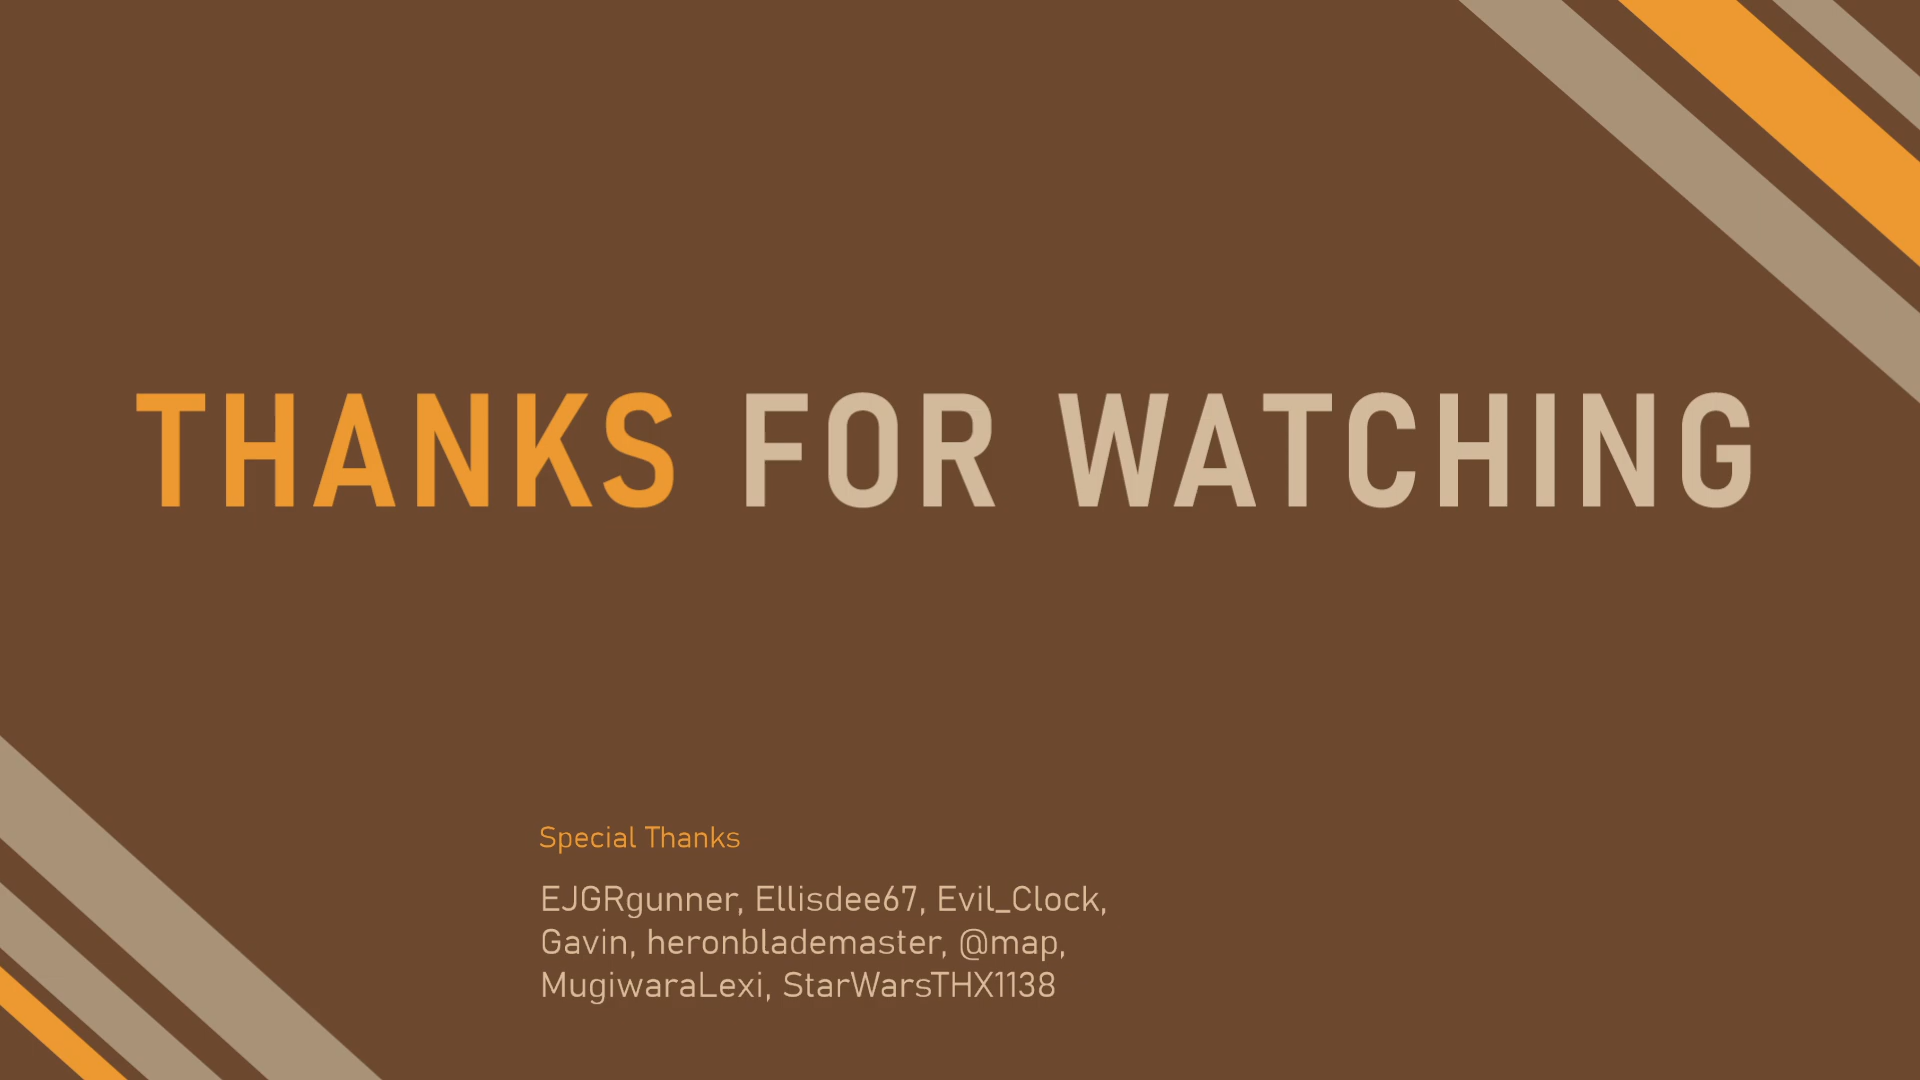 THANKS FOR WATCHING
Special Thanks
EJGRgunner, Ellisdee67, Evil_Clock,
Gavin, heronblademaster, @map,
MugiwaraLexi, StarWarsTHX1138